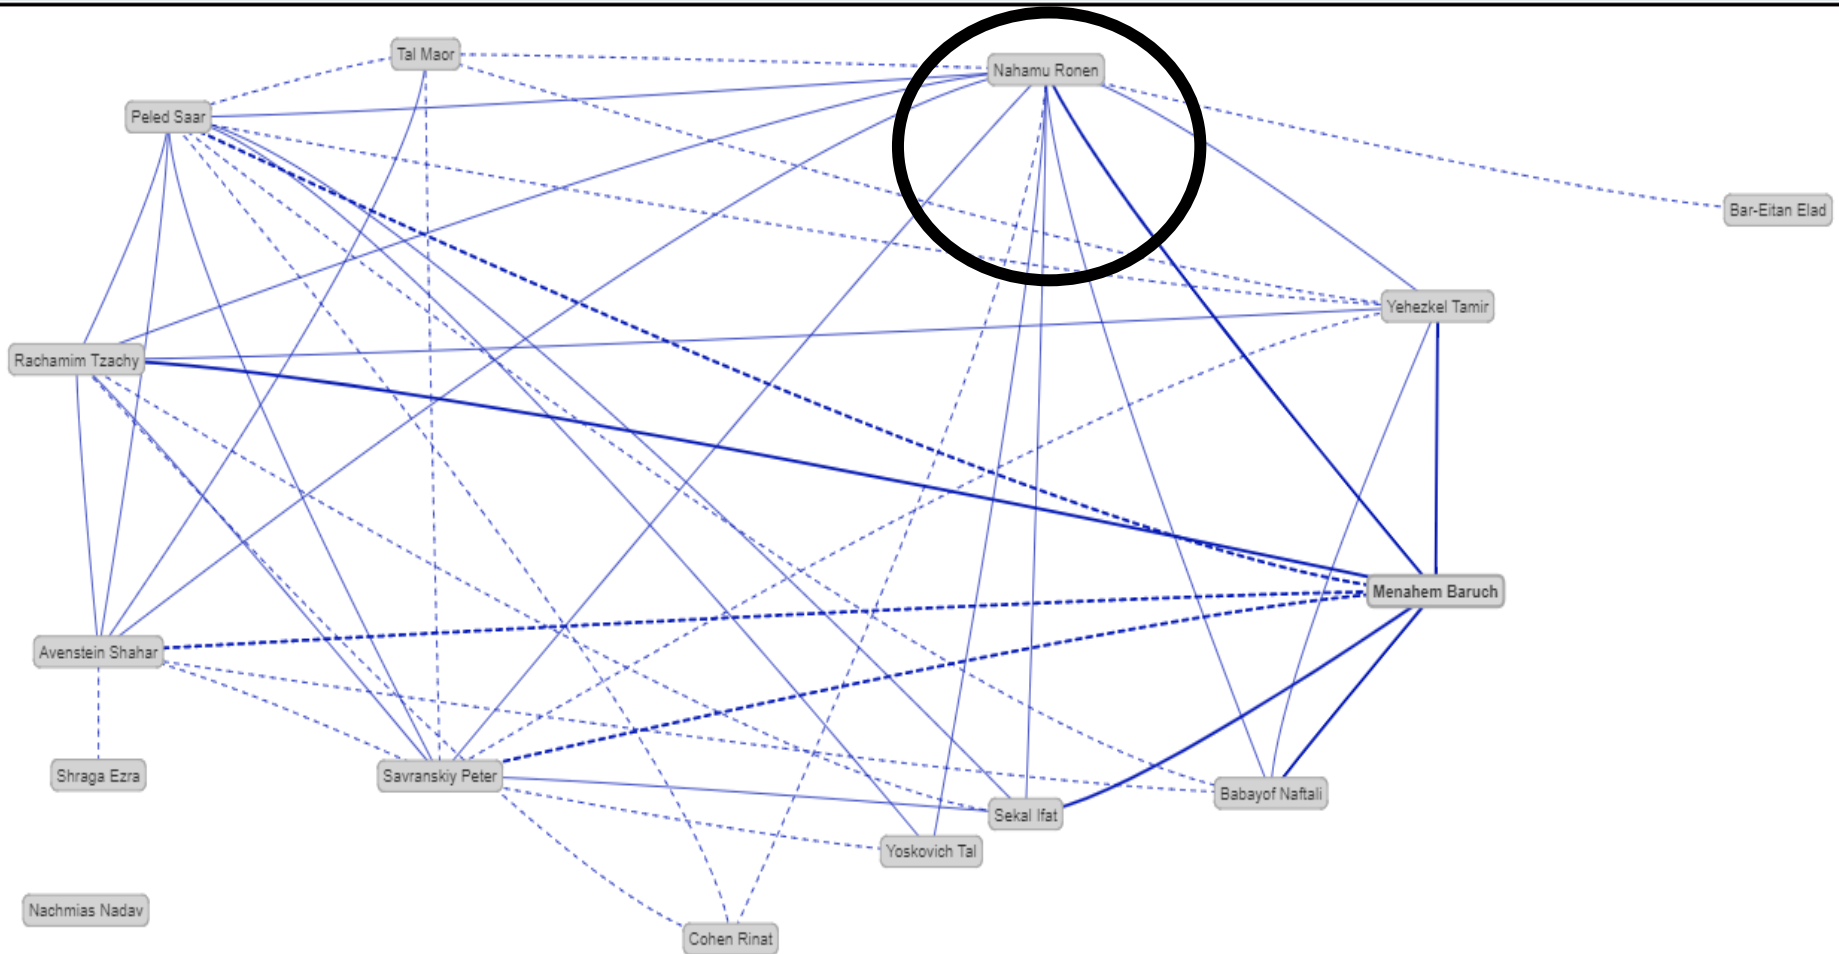 Tal Maor
Nahamu Ronen
Peled Saar
Bar-Eitan Elad
Yehezkel Tamir
Rachamim Tzachy
Menahem Baruch
Avenstein Shahar
Shraga Ezra
Savranskiy Peter
Babayof Naftali
Sekal Ifat
Yoskovich Tal
Nachmias Nadav
Cohen Rinat